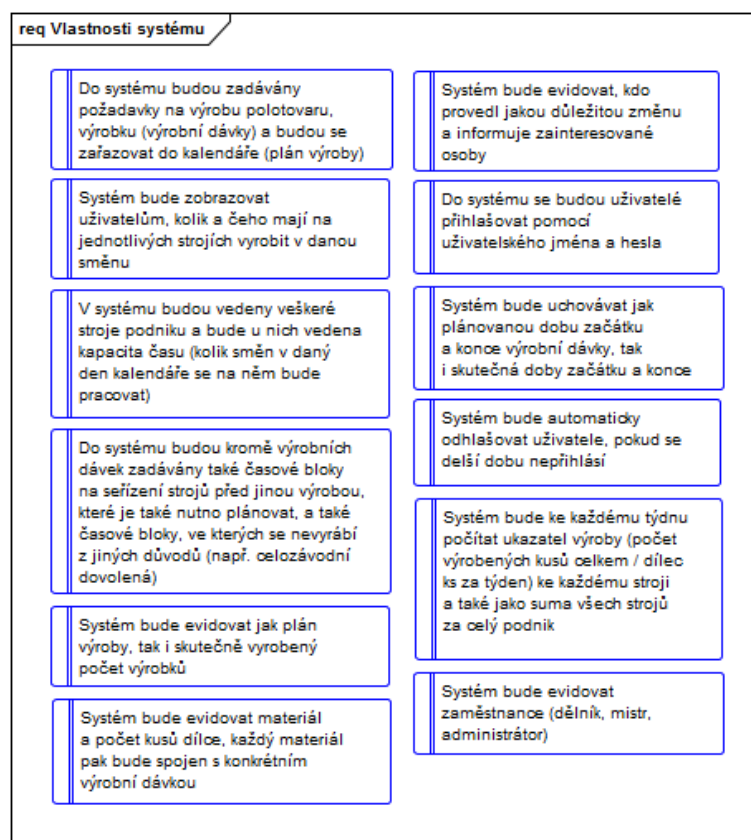 req Vlastnosti systému
Do systému budou zadávány
požadavky na výrobu polotovaru,
výrobku (výrobní dávky) a budou se
zařazovat do kalendáře (plán výroby)
Systém bude zobrazovat
uživatelům, kolik a čeho mají na
jednotlivých strojích vyrobit v danou
směnu
V systému budou vedeny veškeré
stroje podniku a bude u nich vedena
kapacita času (kolik směn v daný
den kalendáře se na něm bude
pracovat)
Do systému budou kromě výrobních
dávek zadávány také časové bloky
na seřízení strojů před jinou výrobou,
které je také nutno plánovat, a také
časové bloky, ve kterých se nevyrábí
z jiných důvodů (např. celozávodní
dovolená)
Systém bude evidovat jak plán
výroby, tak i skutečně vyrobený
počet výrobků
Systém bude evidovat materiál
a počet kusů dílce, každý materiál
pak bude spojen s konkrétním
výrobní dávkou
Systém bude evidovat, kdo
provedl jakou důležitou změnu
a informuje zainteresované
osoby
Do systému se budou uživatelé
přihlašovat pomocí
uživatelského jména a hesla
Systém bude uchovávat jak
plánovanou dobu začátku
a konce výrobní dávky, tak
i skutečná doby začátku a konce
Systém bude automaticky
odhlašovat uživatele, pokud se
delší dobu nepřihlásí
Systém bude ke každému týdnu
počítat ukazatel výroby (počet
výrobených kusů celkem / dílec
ks za týden) ke každému stroji
a také jako suma všech strojů
za celý podnik
Systém bude evidovat
zaměstnance (dělník, mistr,
administrátor)